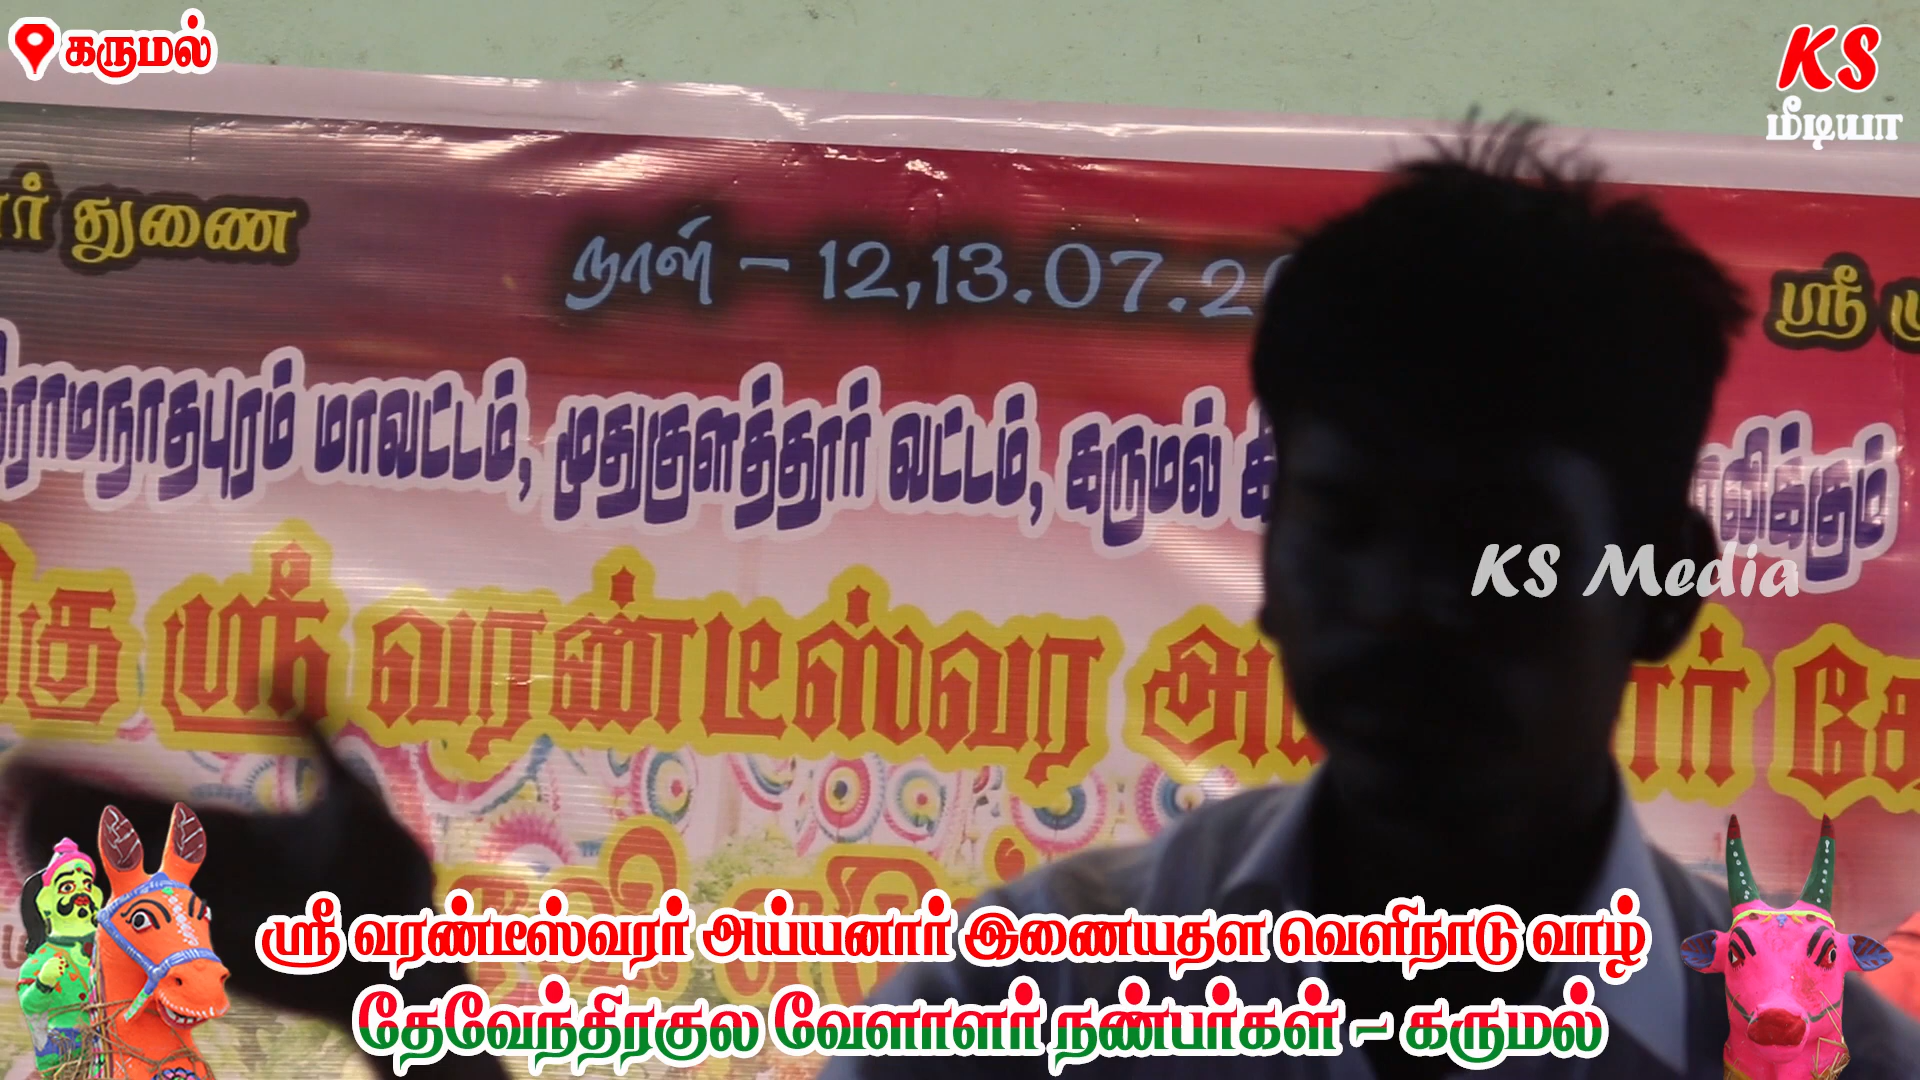 கருமல்
KS
மீடியா
துணை
நாள் - 12,13.07.2
ஸ்ரீ
இராமநாதபுரம் மாவட்டம், முதுகுளத்தூர் வட்டம், கருமல்
KS Media
ஸ்ரீ வரண்டீஸ்வர
ஸ்ரீ வரண்டீஸ்வரர் அய்யனார் இணையதள வெளிநாடு வாழ்
தேவேந்திரகுல வேளாளர் நண்பர்கள் - கருமல்